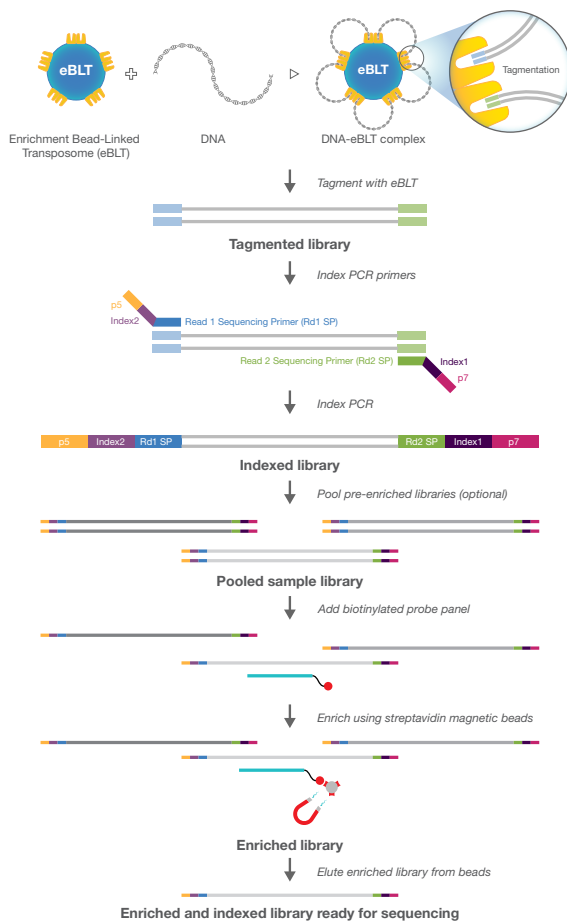 eBLT
eBLT
Tagmentation
Enrichment Bead-Linked
Transposome (eBLT)
DNA
DNA-eBLT complex
Tagment with eBLT
Tagmented library
Index PCR primers
p5
Index2
Read 1 Sequencing Primer (Rd1 SP)
Read 2 Sequencing Primer (Rd2 SP)
Index1
p7
Index PCR
p5 Index2 Rd1 SP Rd2 SP Index1 p7
Indexed library
Pool pre-enriched libraries (optional)
Pooled sample library
Add biotinylated probe panel
Enrich using streptavidin magnetic beads
Enriched library
Elute enriched library from beads
Enriched and indexed library ready for sequencing